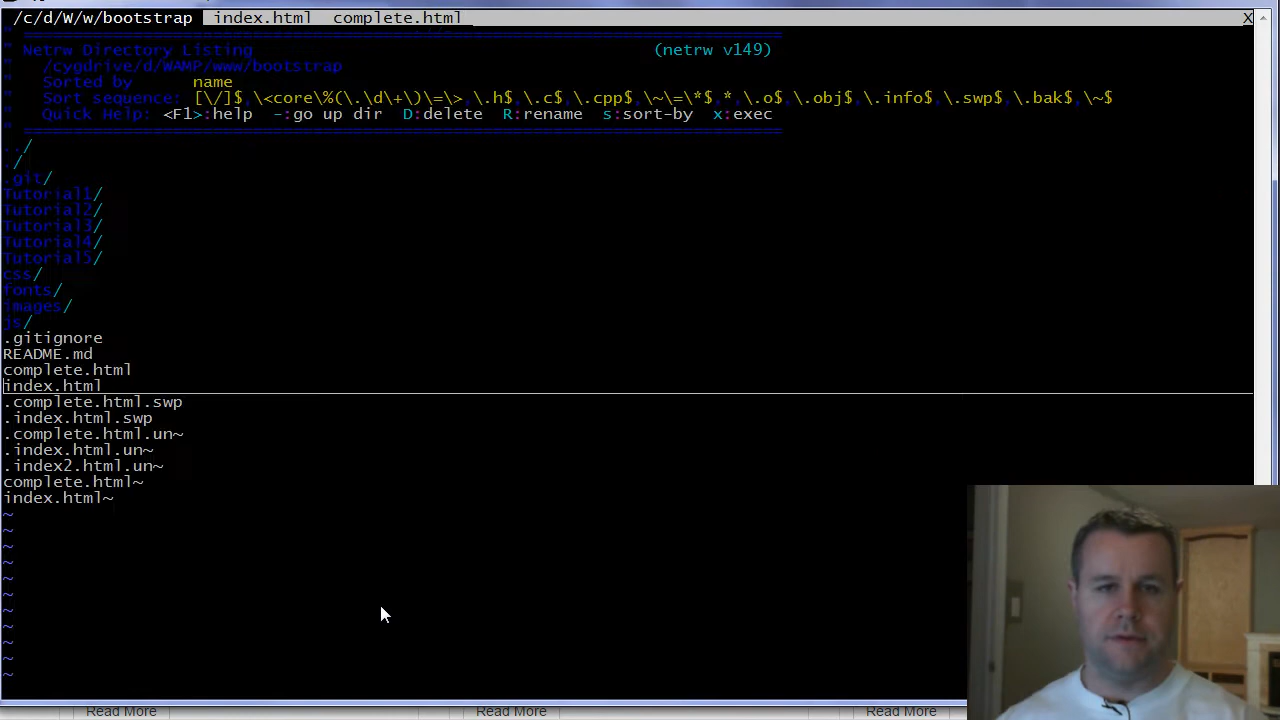 /c/d/W/w/bootstrap index.html complete.html X
~
" ============================================================================
" Netrw Directory Listing (netrw v149)
" /cygdrive/d/WAMP/www/bootstrap
" Sorted by name
" Sort sequence: [\/]$,\<core\%(\.\d\+\)\=\>,\.h$,\.c$,\.cpp$,\~\=\*$,*,\.o$,\.obj$,\.info$,\.swp$,\.bak$,\~$
" Quick Help: <F1>:help -:go up dir D:delete R:rename s:sort-by x:exec
" ============================================================================
../
./
.git/
Tutorial1/
Tutorial2/
Tutorial3/
Tutorial4/
Tutorial5/
css/
fonts/
images/
js/
.gitignore
README.md
complete.html
index.html
.complete.html.swp
.index.html.swp
.complete.html.un~
.index.html.un~
.index2.html.un~
complete.html~
index.html~
~
~
~
~
~
~
~
~
~
~
~
Read More Read More Read More